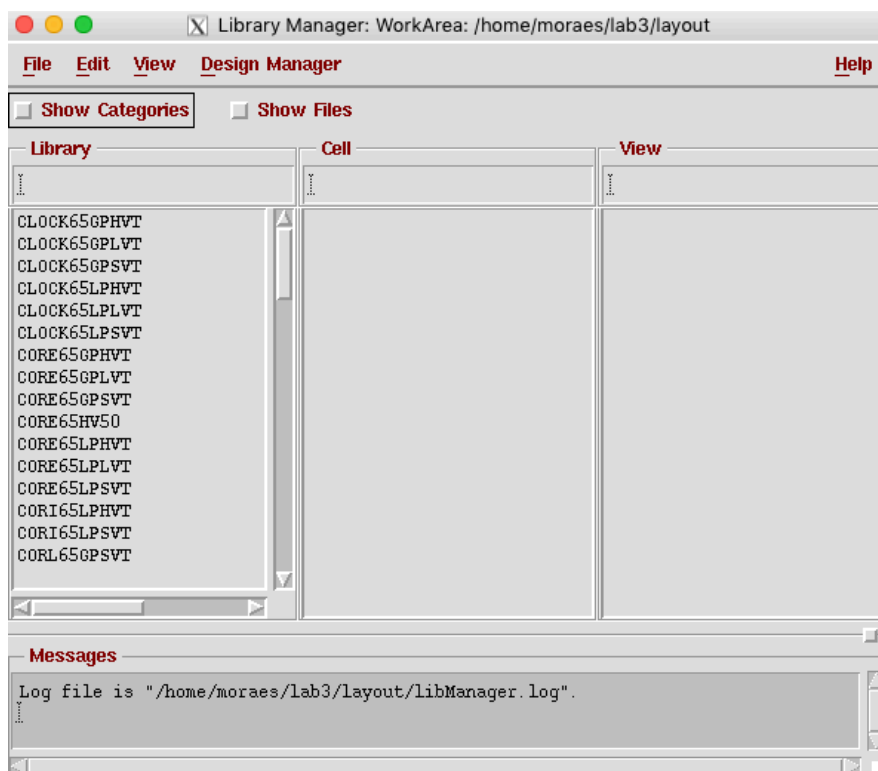 X Library Manager: WorkArea: /home/moraes/lab3/layout
File Edit View Design Manager Help
Show Categories Show Files
Library Cell View
CLOCK65GPHVT
CLOCK65GPLVT
CLOCK65GPSVT
CLOCK65LPHVT
CLOCK65LPLVT
CLOCK65LPSVT
CORE65GPHVT
CORE65GPLVT
CORE65GPSVT
CORE65HV50
CORE65LPHVT
CORE65LPLVT
CORE65LPSVT
CORI65LPHVT
CORI65LPSVT
CORL65GPSVT
Messages
Log file is "/home/moraes/lab3/layout/libManager.log".